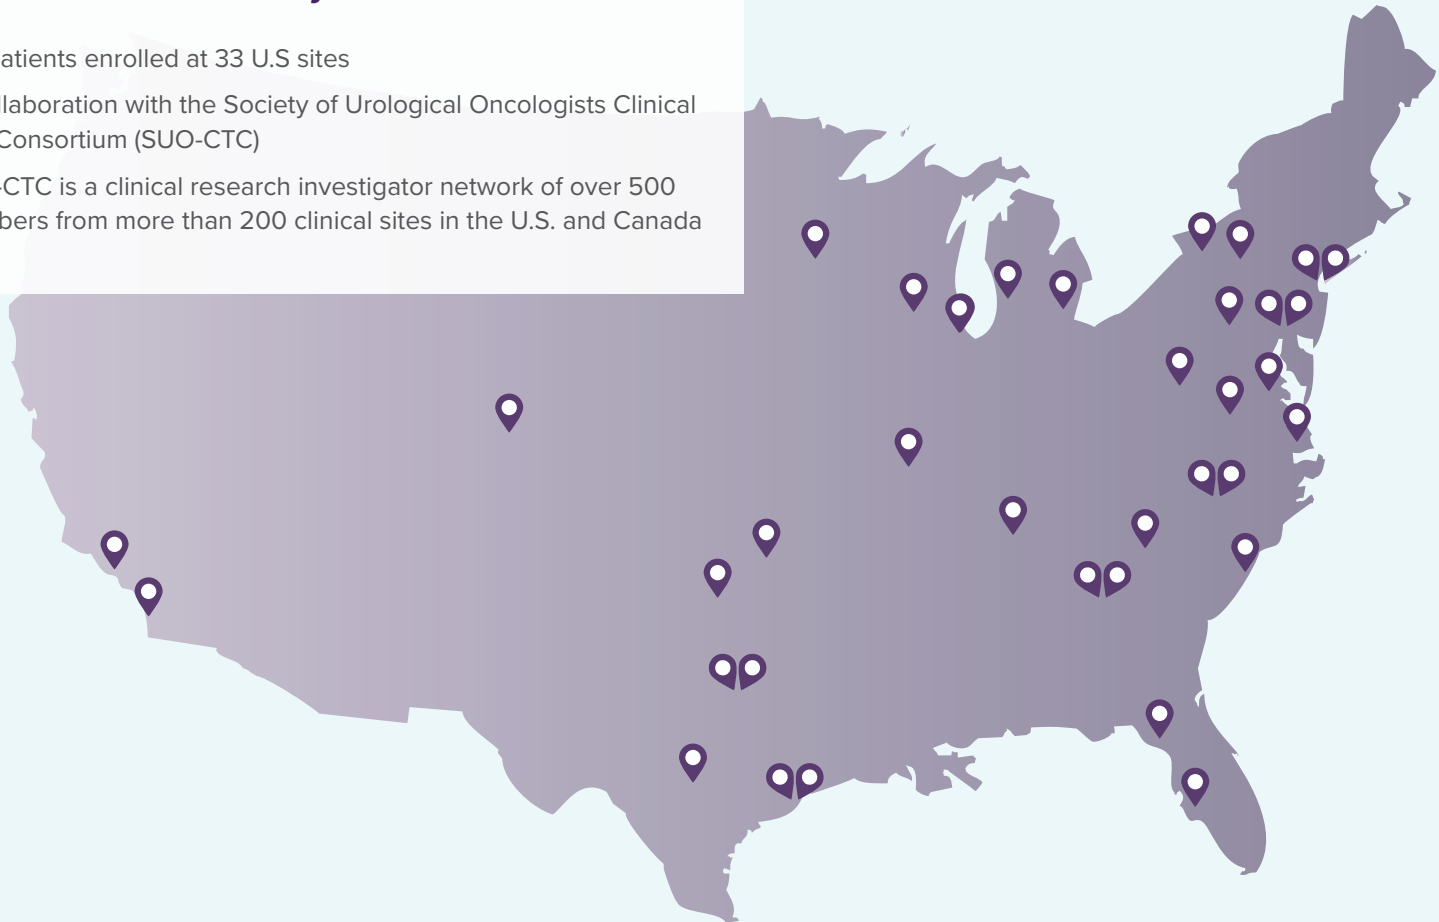 atients enrolled at 33 U.S sites
llaboration with the Society of Urological Oncologists Clinical
Consortium (SUO-CTC)
-CTC is a clinical research investigator network of over 500
bers from more than 200 clinical sites in the U.S. and Canada